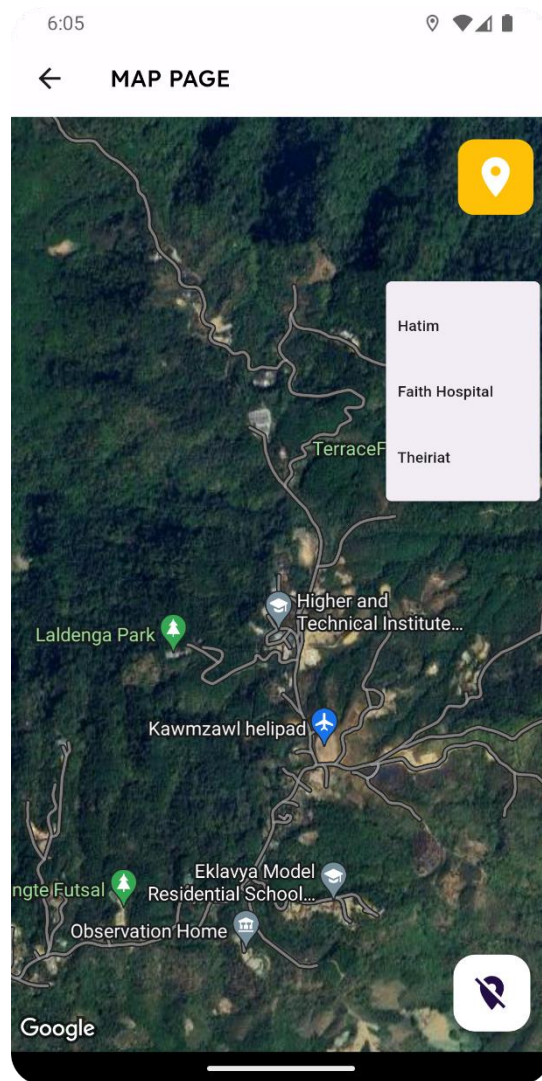 6:05
MAP PAGE
Hatim
Faith Hospital
TerraceF
Theiriat
Higher and
Technical Institute...
Laldenga Park
Kawmzawl helipad
Eklavya Model
Residential School...
ngte Futsal
Observation Home
Google